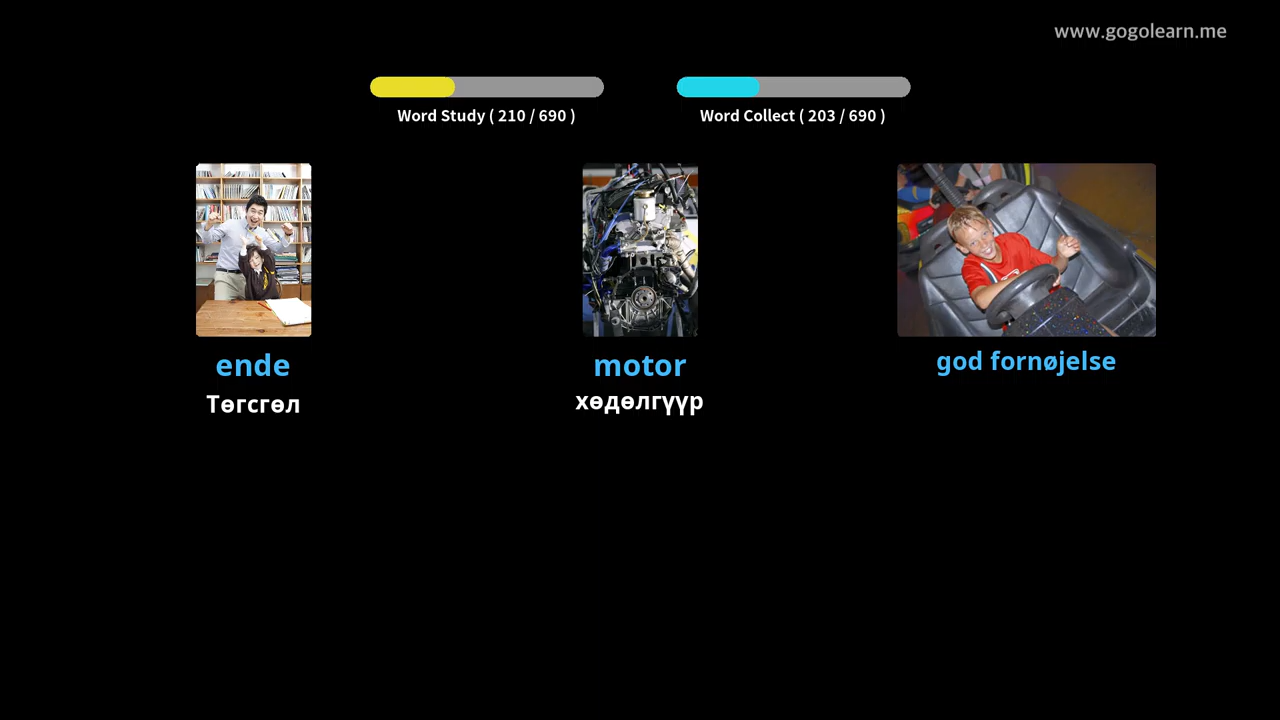 www.gogolearn.me
Word Study ( 210 / 690 )
Word Collect ( 203 / 690 )
ende
Төгсгөл
motor
хөдөлгүүр
god fornøjelse